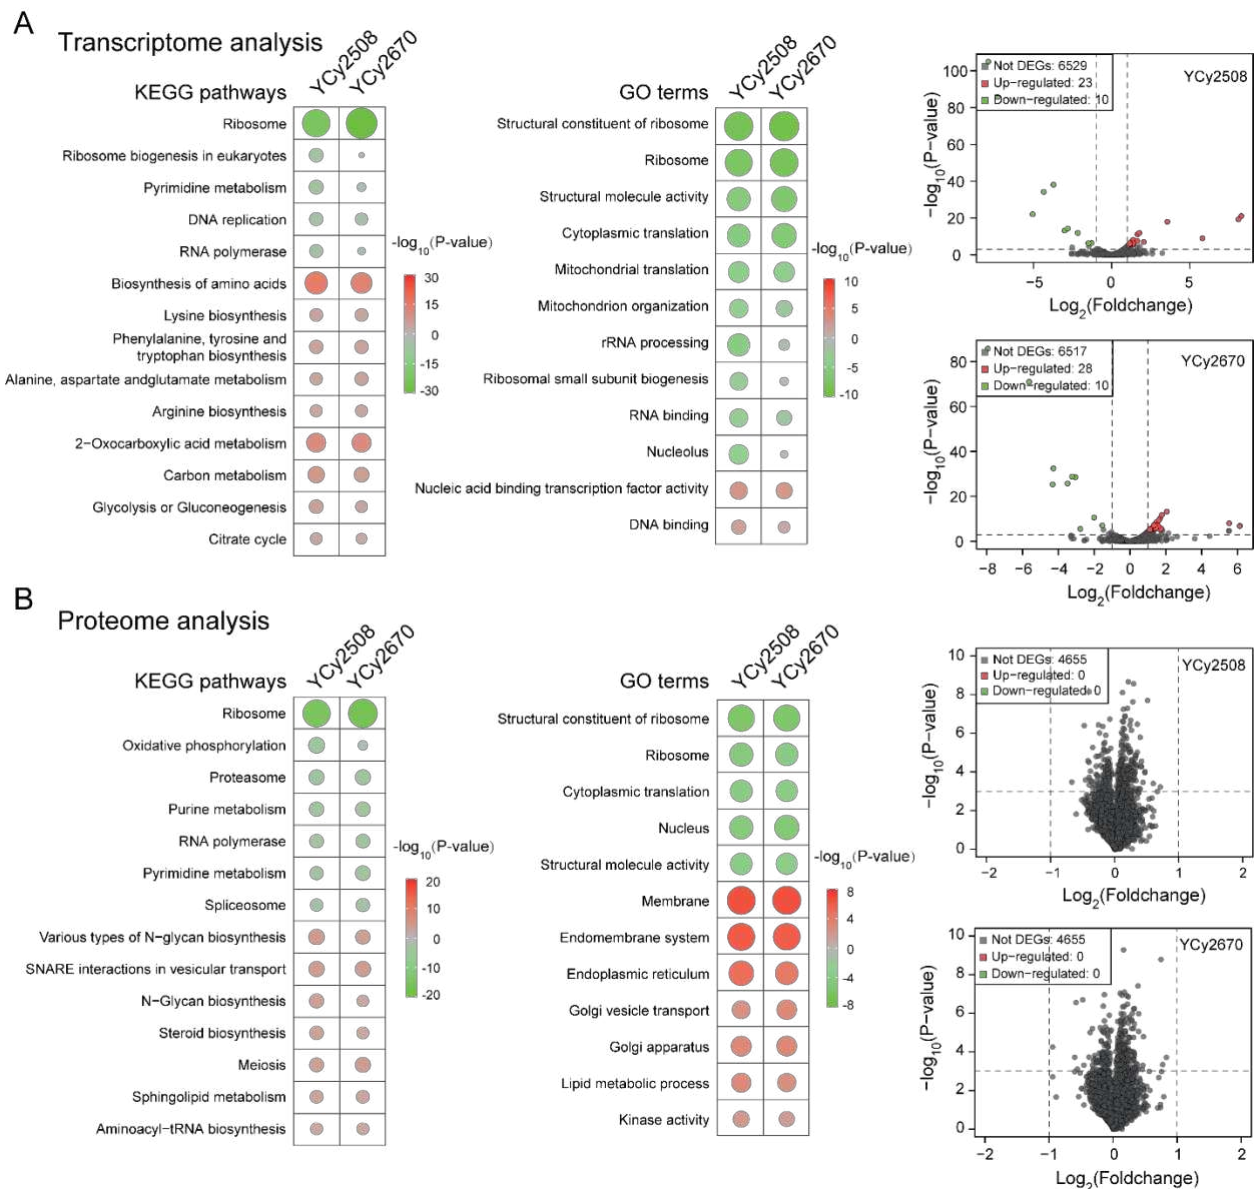 A
Transcriptome analysis
KEGG pathways
YCy2508
YCy2670
Ribosome
Ribosome biogenesis in eukaryotes
Pyrimidine metabolism
DNA replication
RNA polymerase
Biosynthesis of amino acids
Lysine biosynthesis
Phenylalanine, tyrosine and
tryptophan biosynthesis
Alanine, aspartate andglutamate metabolism
Arginine biosynthesis
2−Oxocarboxylic acid metabolism
Carbon metabolism
Glycolysis or Gluconeogenesis
Citrate cycle
-log10(P-value)
30
15
0
-15
-30
GO terms
YCy2508
YCy2670
Structural constituent of ribosome
Ribosome
Structural molecule activity
Cytoplasmic translation
Mitochondrial translation
Mitochondrion organization
rRNA processing
Ribosomal small subunit biogenesis
RNA binding
Nucleolus
Nucleic acid binding transcription factor activity
DNA binding
-log10(P-value)
10
5
0
-5
-10
YCy2508
Not DEGs: 6529
Up−regulated: 23
Down−regulated: 10
−log10(P−value)
100
80
60
40
20
0
−5 0 5
Log2(Foldchange)
YCy2670
Not DEGs: 6517
Up−regulated: 28
Down−regulated: 10
−log10(P−value)
80
60
40
20
0
−8 −6 −4 −2 0 2 4 6
Log2(Foldchange)
B
Proteome analysis
KEGG pathways
YCy2508
YCy2670
Ribosome
Oxidative phosphorylation
Proteasome
Purine metabolism
RNA polymerase
Pyrimidine metabolism
Spliceosome
Various types of N−glycan biosynthesis
SNARE interactions in vesicular transport
N−Glycan biosynthesis
Steroid biosynthesis
Meiosis
Sphingolipid metabolism
Aminoacyl−tRNA biosynthesis
-log10(P-value)
20
10
0
-10
-20
GO terms
YCy2508
YCy2670
Structural constituent of ribosome
Ribosome
Cytoplasmic translation
Nucleus
Structural molecule activity
Membrane
Endomembrane system
Endoplasmic reticulum
Golgi vesicle transport
Golgi apparatus
Lipid metabolic process
Kinase activity
-log10(P-value)
8
4
0
-4
-8
YCy2508
Not DEGs: 4655
Up−regulated: 0
Down−regulated: 0
−log10(P−value)
10
8
6
4
2
0
−2 −1 0 1 2
Log2(Foldchange)
YCy2670
Not DEGs: 4655
Up−regulated: 0
Down−regulated: 0
−log10(P−value)
10
8
6
4
2
0
−2 −1 0 1 2
Log2(Foldchange)